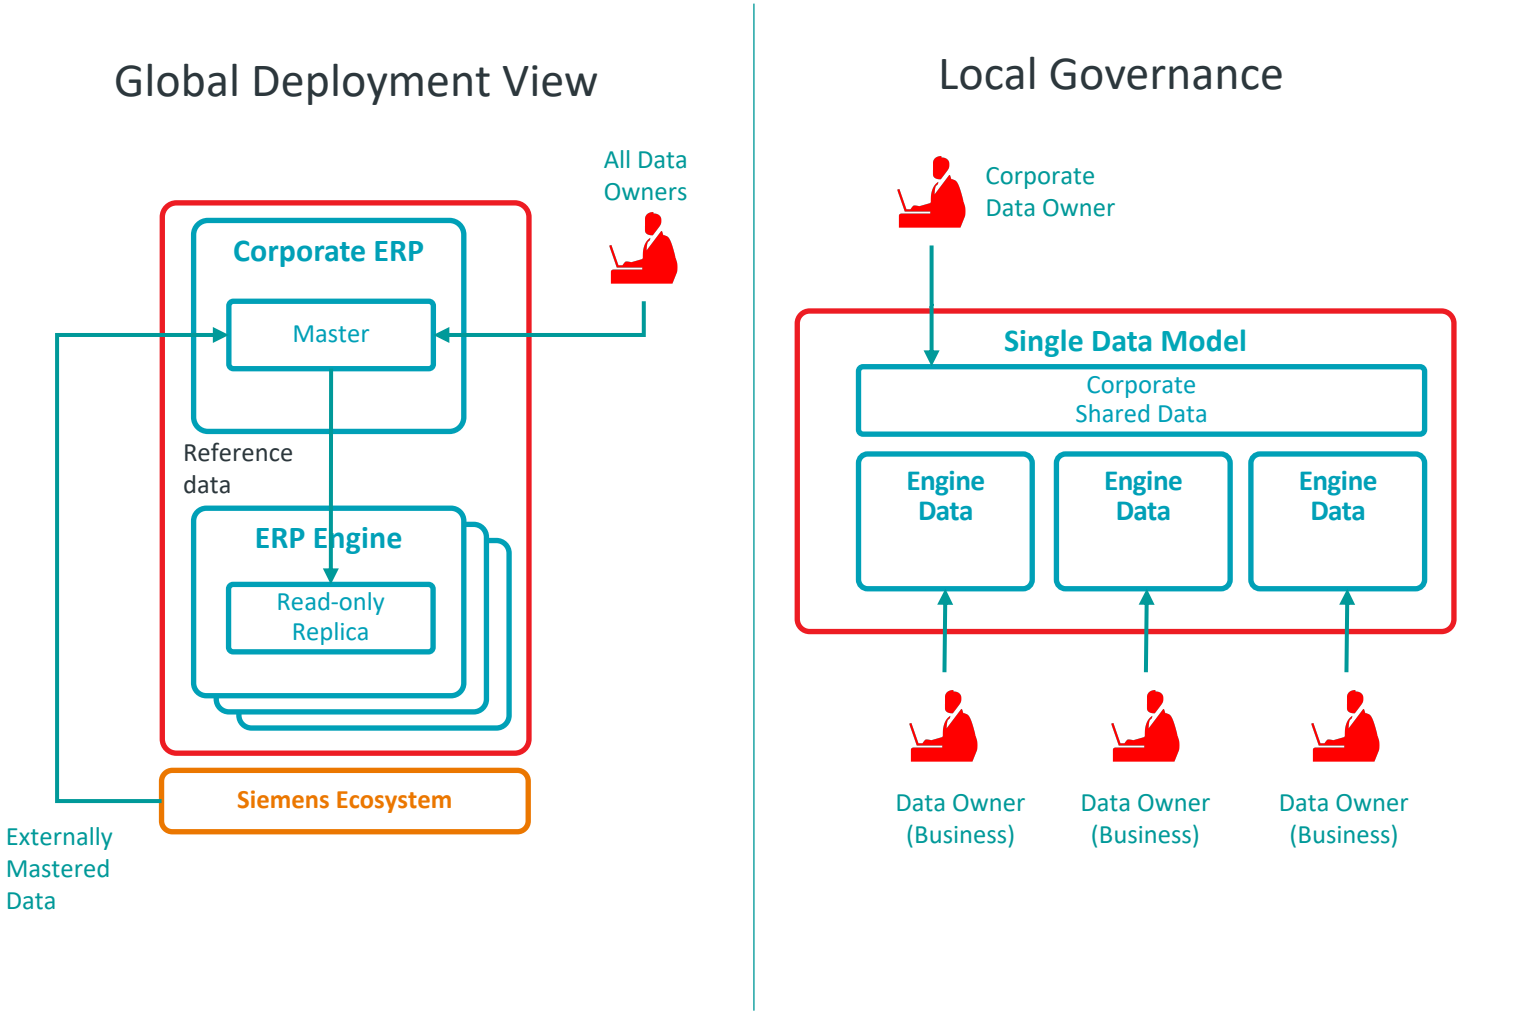 Global Deployment View
All Data
Owners
Corporate ERP
Master
Reference
data
ERP Engine
Read-only
Replica
Siemens Ecosystem
Externally
Mastered
Data
Local Governance
Corporate
Data Owner
Single Data Model
Corporate
Shared Data
Engine
Data
Engine
Data
Engine
Data
Data Owner
(Business)
Data Owner
(Business)
Data Owner
(Business)